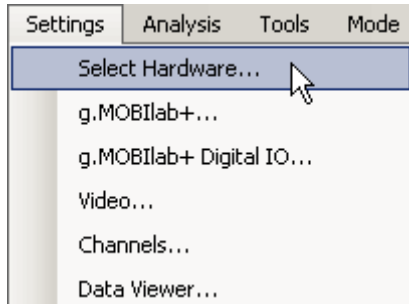 Settings Analysis Tools Mode
Select Hardware...
g.MOBIlab+...
g.MOBIlab+ Digital IO...
Video...
Channels...
Data Viewer...